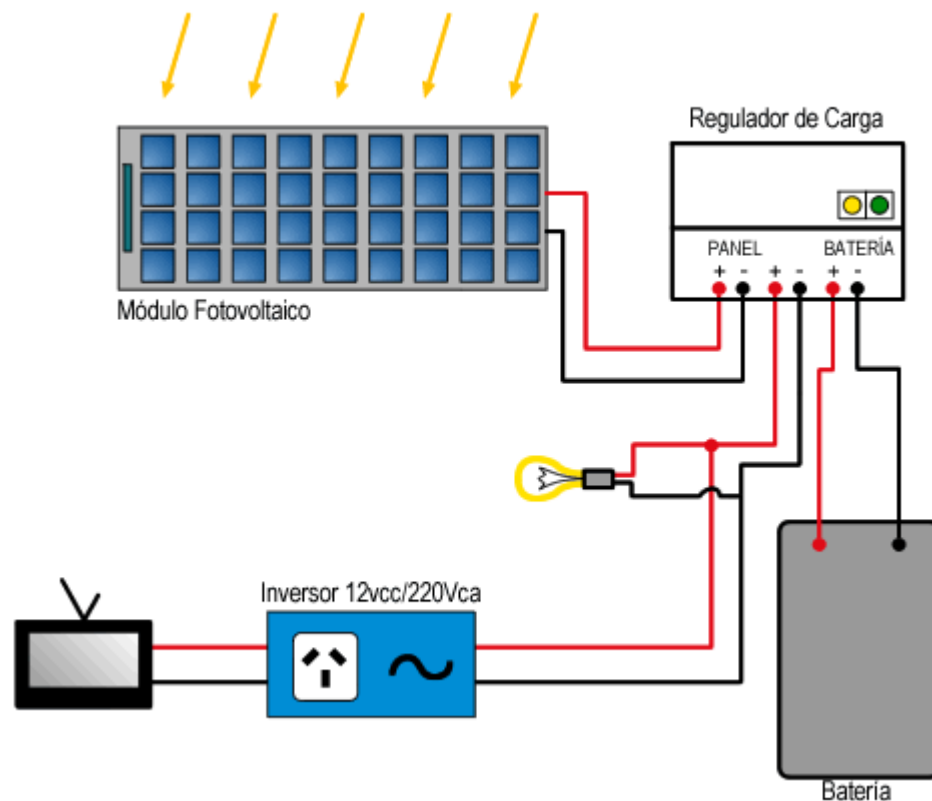 Regulador de Carga
PANEL BATERÍA
+ - + - + -
Módulo Fotovoltaico
Inversor 12vcc/220Vca
Batería